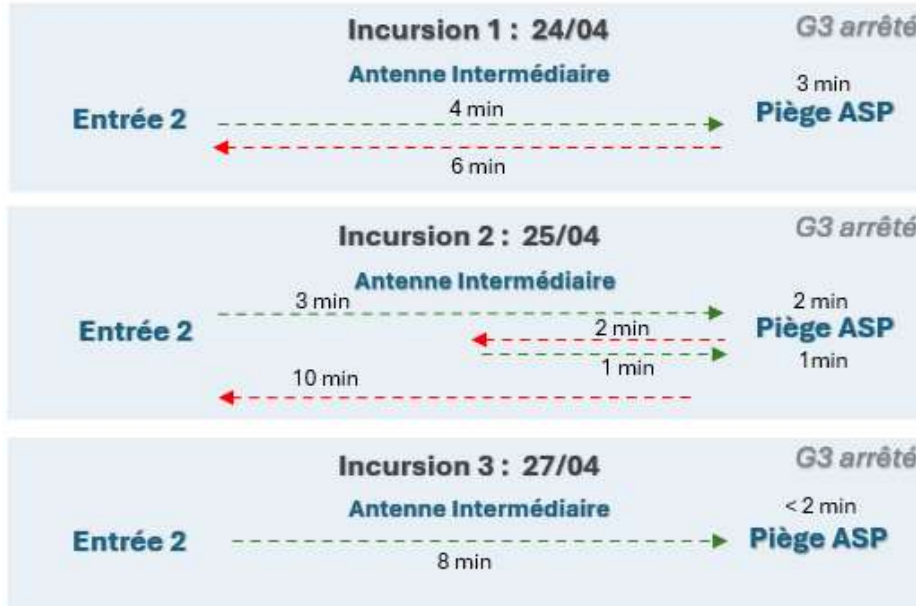 Incursion 1 : 24/04
G3 arrêté
Antenne Intermédiaire
3 min
Entrée 2
4 min
Piège ASP
6 min
Incursion 2 : 25/04
G3 arrêté
Antenne Intermédiaire
3 min
2 min
Entrée 2
2 min
Piège ASP
1 min
1min
10 min
Incursion 3 : 27/04
G3 arrêté
Antenne Intermédiaire
< 2 min
Entrée 2
Piège ASP
8 min